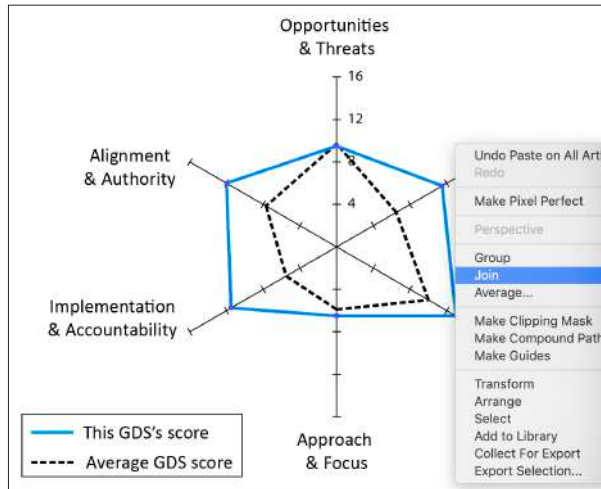 Opportunities
& Threats
16
12
8
4
Alignment
& Authority
Implementation
& Accountability
Approach
& Focus
This GDS's score
Average GDS score
Undo Paste on All Art
Redo
Make Pixel Perfect
Perspective
Group
Join
Average...
Make Clipping Mask
Make Compound Path
Make Guides
Transform
Arrange
Select
Add to Library
Collect For Export
Export Selection...